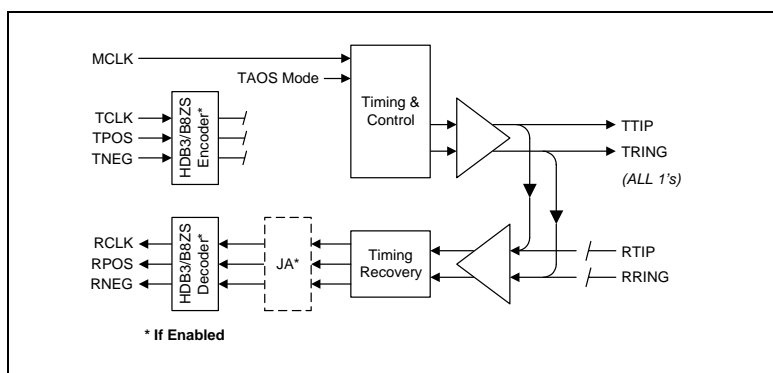 MCLK
TAOS Mode
Timing &
Control
TCLK
TPOS
TNEG
HDB3/B8ZS
Encoder*
TTIP
TRING
(ALL 1's)
RCLK
RPOS
RNEG
HDB3/B8ZS
Decoder*
JA*
Timing
Recovery
RTIP
RRING
* If Enabled